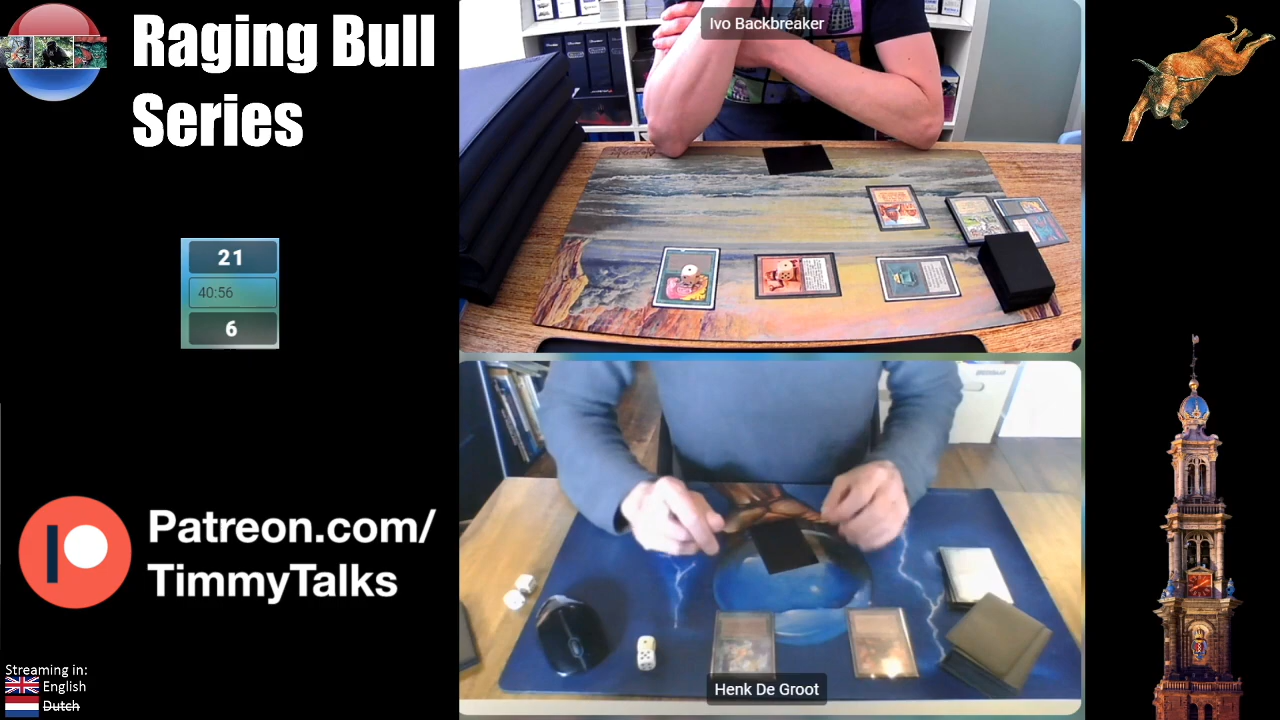 Raging Bull
Series
21
40:56
6
Patreon.com/
TimmyTalks
Streaming in:
English
Dutch
Ivo Backbreaker
Henk De Groot